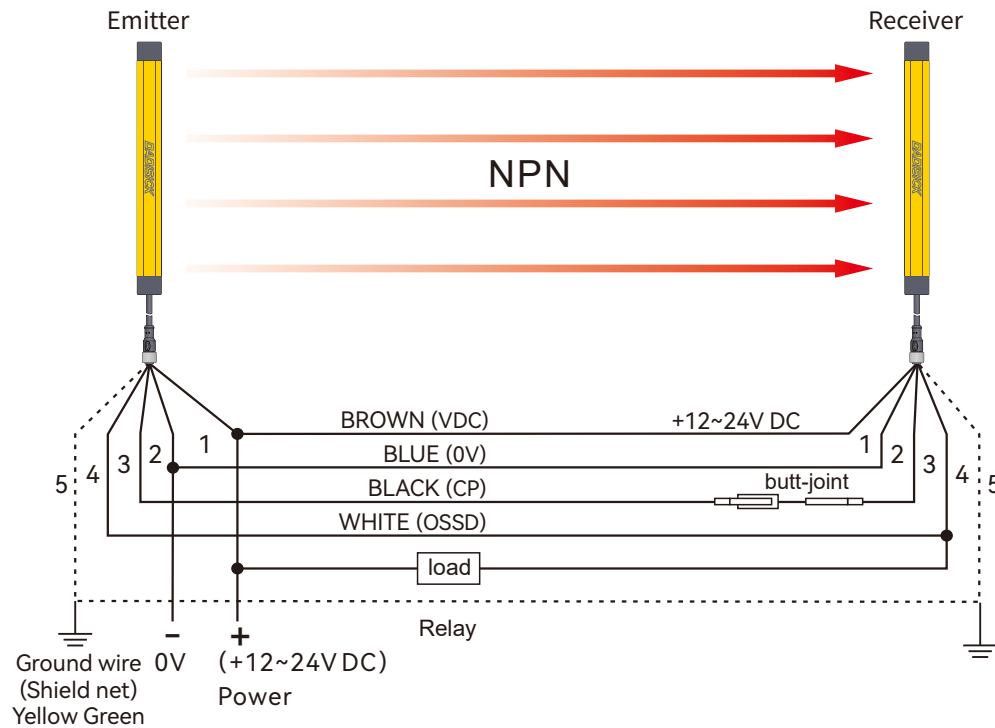 Emitter
Receiver
DADISICK
DADISICK
NPN
BROWN (VDC)
+12~24V DC
1
1
BLUE (0V)
2
2
3
3
4
4
5
5
BLACK (CP)
butt-joint
WHITE (OSSD)
load
Relay
- +
Ground wire 0V (+12~24V DC)
(Shield net) Power
Yellow Green